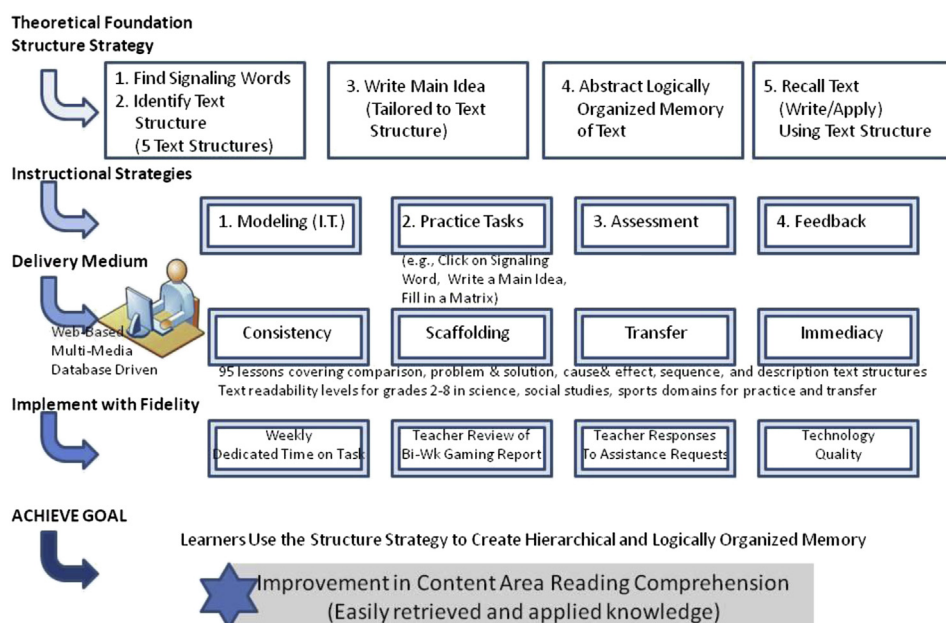 Theoretical Foundation
Structure Strategy
1. Find Signaling Words
2. Identify Text
Structure
(5 Text Structures)
3. Write Main Idea
(Tailored to Text
Structure)
4. Abstract Logically
Organized Memory
of Text
5. Recall Text
(Write/Apply)
Using Text Structure
Instructional Strategies
1. Modeling (I.T.)
2. Practice Tasks
3. Assessment
4. Feedback
(e.g., Click on Signaling
Word, Write a Main Idea,
Fill in a Matrix)
Delivery Medium
Web-Based
Multi-Media
Database Driven
Consistency
Scaffolding
Transfer
Immediacy
95 lessons covering comparison, problem & solution, cause& effect, sequence, and description text structures
Text readability levels for grades 2-8 in science, social studies, sports domains for practice and transfer
Implement with Fidelity
Weekly
Dedicated Time on Task
Teacher Review of
Bi-Wk Gaming Report
Teacher Responses
To Assistance Requests
Technology
Quality
ACHIEVE GOAL
Learners Use the Structure Strategy to Create Hierarchical and Logically Organized Memory
Improvement in Content Area Reading Comprehension
(Easily retrieved and applied knowledge)